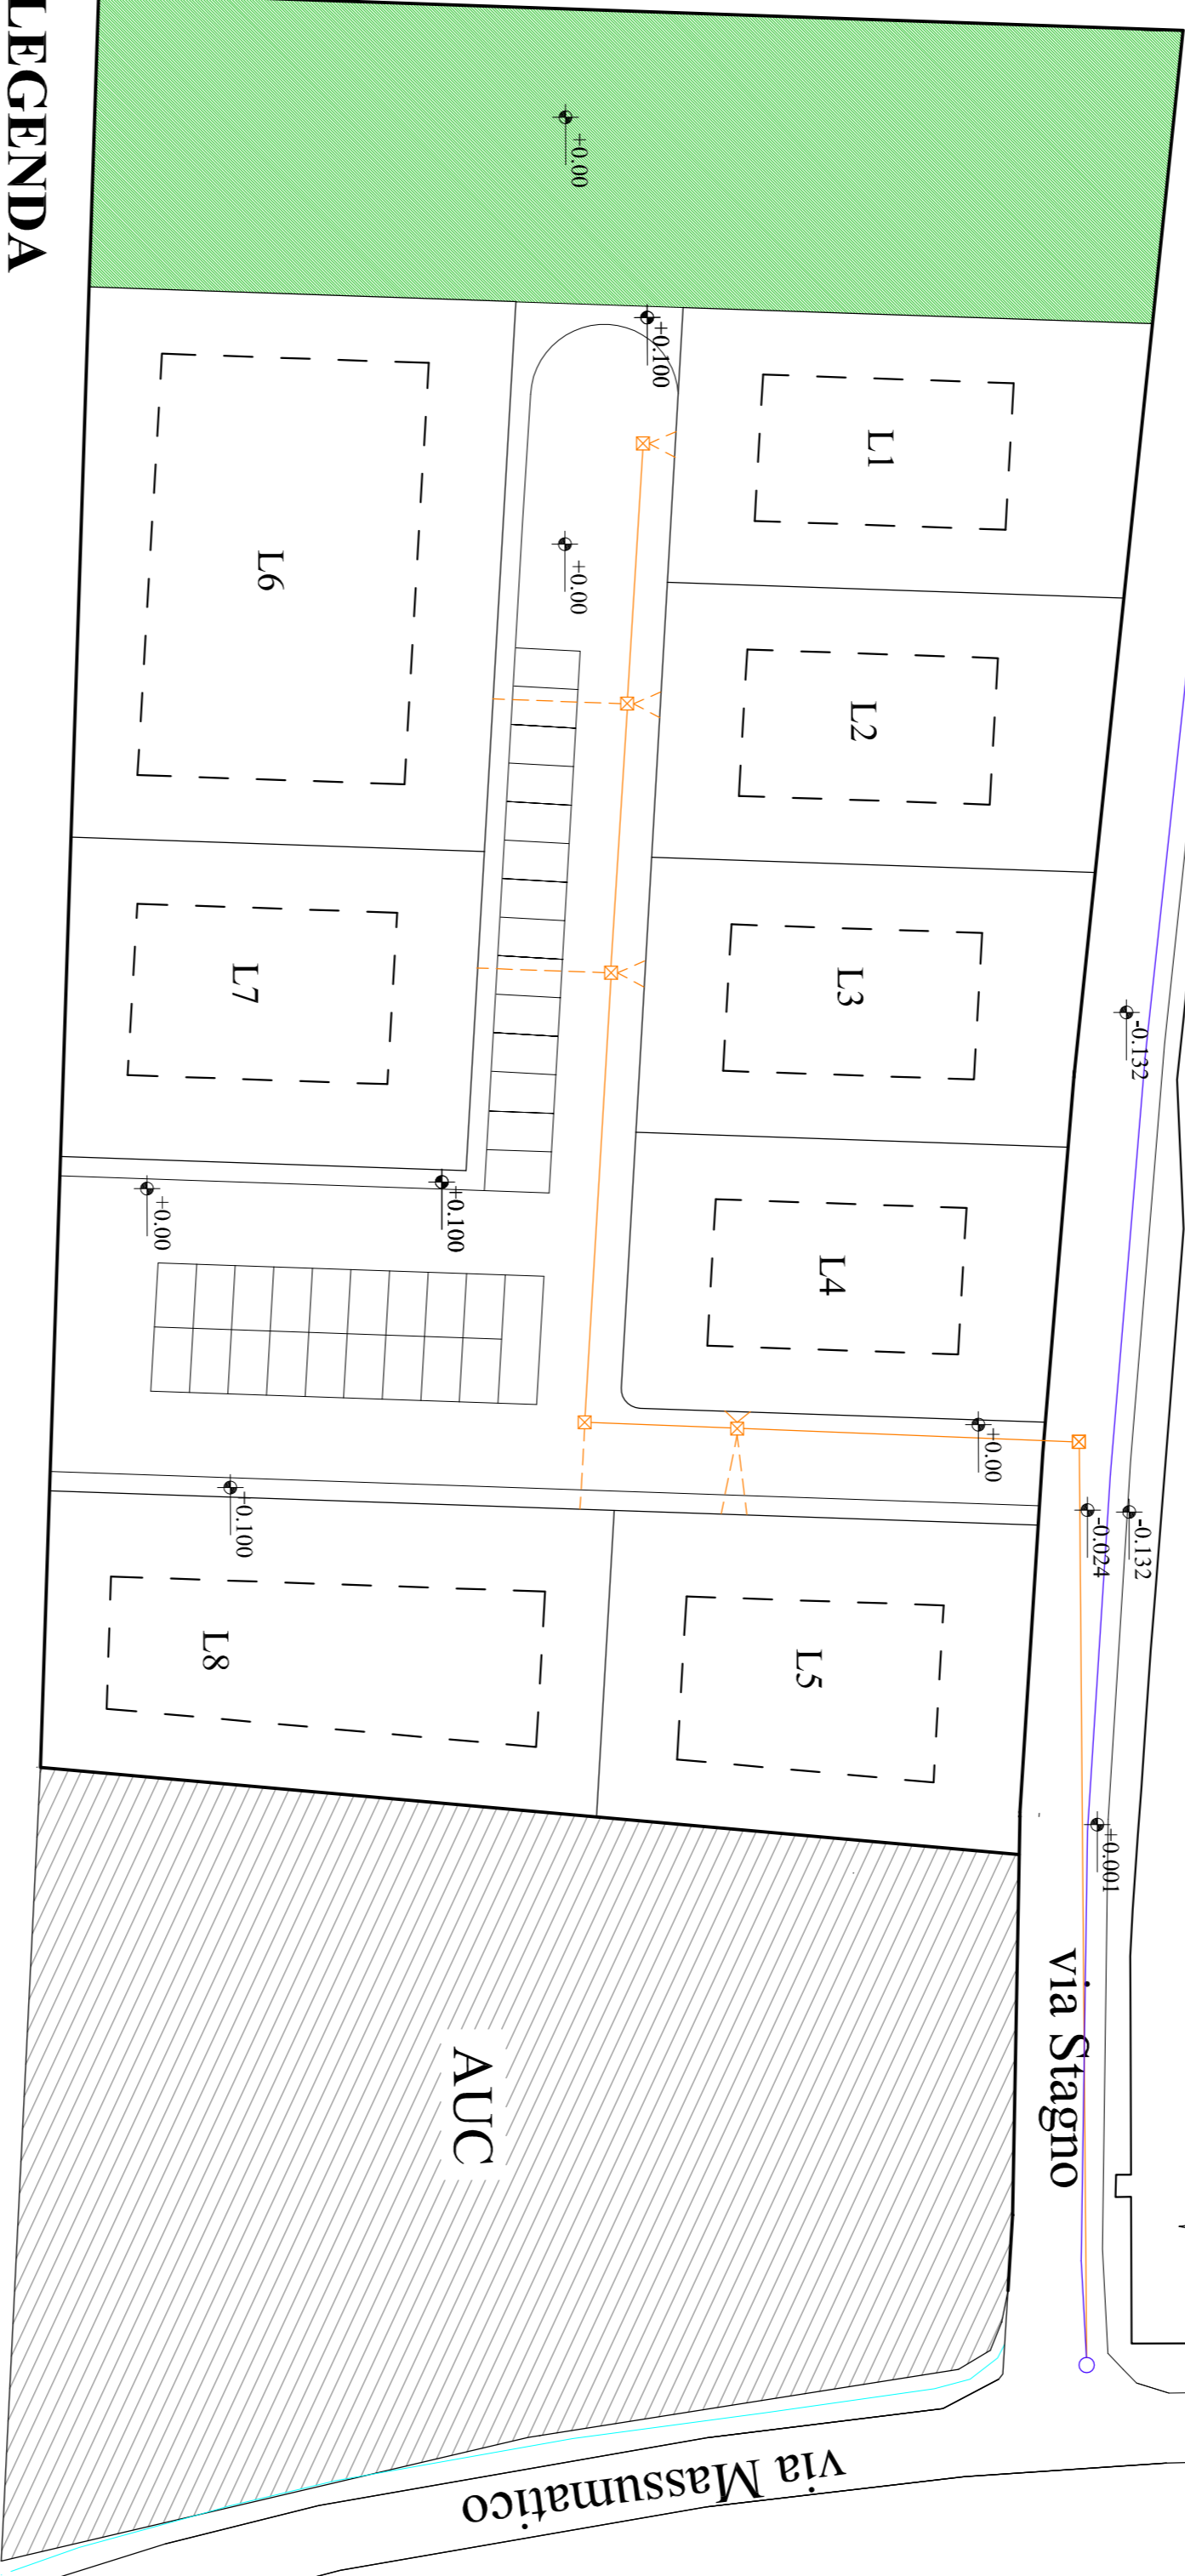 LEGENDA
+0.00
+0.100
L1
+0.00
L6
L2
L7
L3
-0.132
+0.00
+0.100
L4
+0.00
-0.132
-0.024
+0.100
L8
L5
+0.001
via Stagno
AUC
via Massumatico